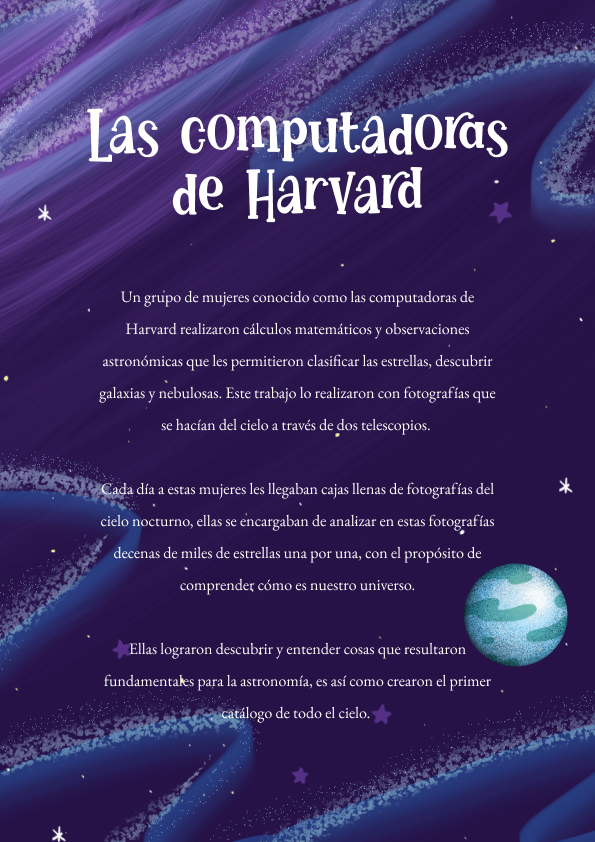 Las computadoras
de Harvard
Un grupo de mujeres conocido como las computadoras de
Harvard realizaron cálculos matemáticos y observaciones
astronómicas que les permitieron clasificar las estrellas, descubrir
galaxias y nebulosas. Este trabajo lo realizaron con fotografías que
se hacían del cielo a través de dos telescopios.
Cada día a estas mujeres les llegaban cajas llenas de fotografías del
cielo nocturno, ellas se encargaban de analizar en estas fotografías
decenas de miles de estrellas una por una, con el propósito de
comprender cómo es nuestro universo.
Ellas lograron descubrir y entender cosas que resultaron
fundamentales para la astronomía, es así como crearon el primer
catálogo de todo el cielo.